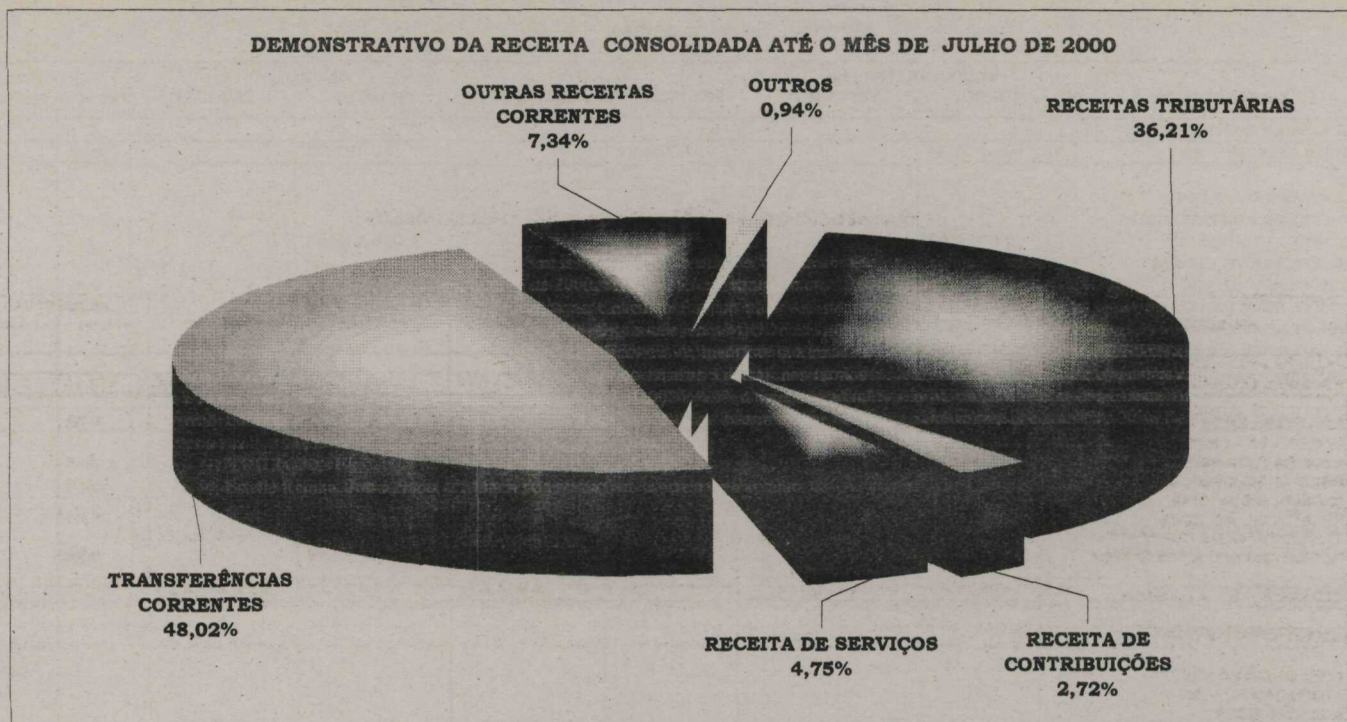 DEMONSTRATIVO DA RECEITA CONSOLIDADA ATÉ O MÊS DE JULHO DE 2000
OUTRAS RECEITAS
CORRENTES
7,34%
OUTROS
0,94%
RECEITAS TRIBUTÁRIAS
36,21%
TRANSFERÊNCIAS
CORRENTES
48,02%
RECEITA DE SERVIÇOS
4,75%
RECEITA DE
CONTRIBUIÇÕES
2,72%